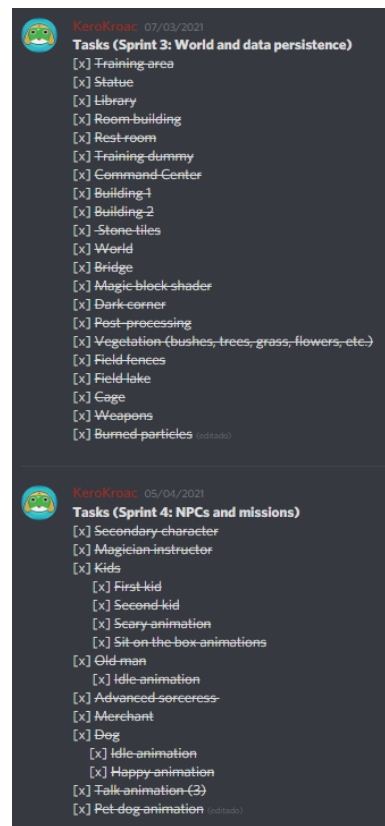 KeroKroac 07/03/2021
Tasks (Sprint 3: World and data persistence)
[x] Training area
[x] Statue
[x] Library
[x] Room building
[x] Rest room
[x] Training dummy
[x] Command Center
[x] Building 1
[x] Building 2
[x] Stone tiles
[x] World
[x] Bridge
[x] Magic block shader
[x] Dark corner
[x] Post-processing
[x] Vegetation (bushes, trees, grass, flowers, etc.)
[x] Field fences
[x] Field lake
[x] Cage
[x] Weapons
[x] Burned particles (editado)
KeroKroac 05/04/2021
Tasks (Sprint 4: NPCs and missions)
[x] Secondary character
[x] Magician instructor
[x] Kids
[x] First kid
[x] Second kid
[x] Scary animation
[x] Sit on the box animations
[x] Old man
[x] Idle animation
[x] Advanced sorceress
[x] Merchant
[x] Dog
[x] Idle animation
[x] Happy animation
[x] Talk animation (3)
[x] Pet dog animation (editado)